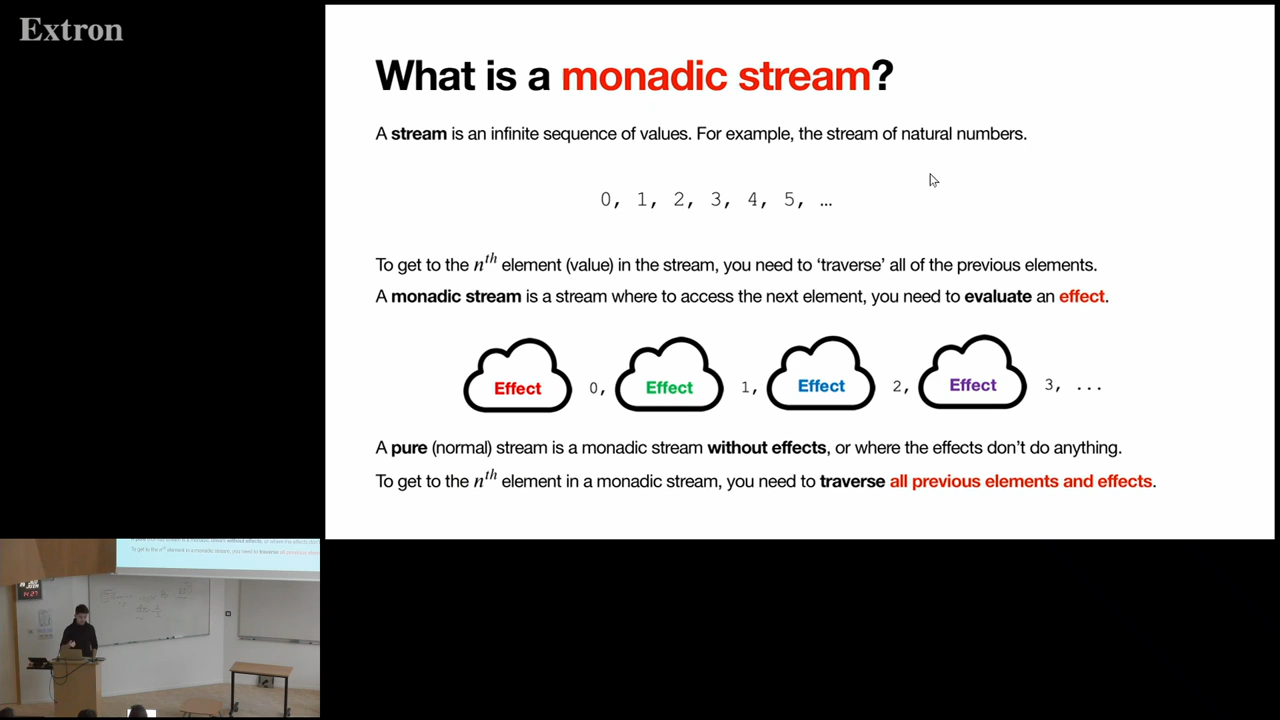 Extron
What is a monadic stream?
A stream is an infinite sequence of values. For example, the stream of natural numbers.
0, 1, 2, 3, 4, 5, …
To get to the nᵗʰ element (value) in the stream, you need to ‘traverse’ all of the previous elements.
A monadic stream is a stream where to access the next element, you need to evaluate an effect.
Effect 0, Effect 1, Effect 2, Effect 3, ...
A pure (normal) stream is a monadic stream without effects, or where the effects don’t do anything.
To get to the nᵗʰ element in a monadic stream, you need to traverse all previous elements and effects.
14:27